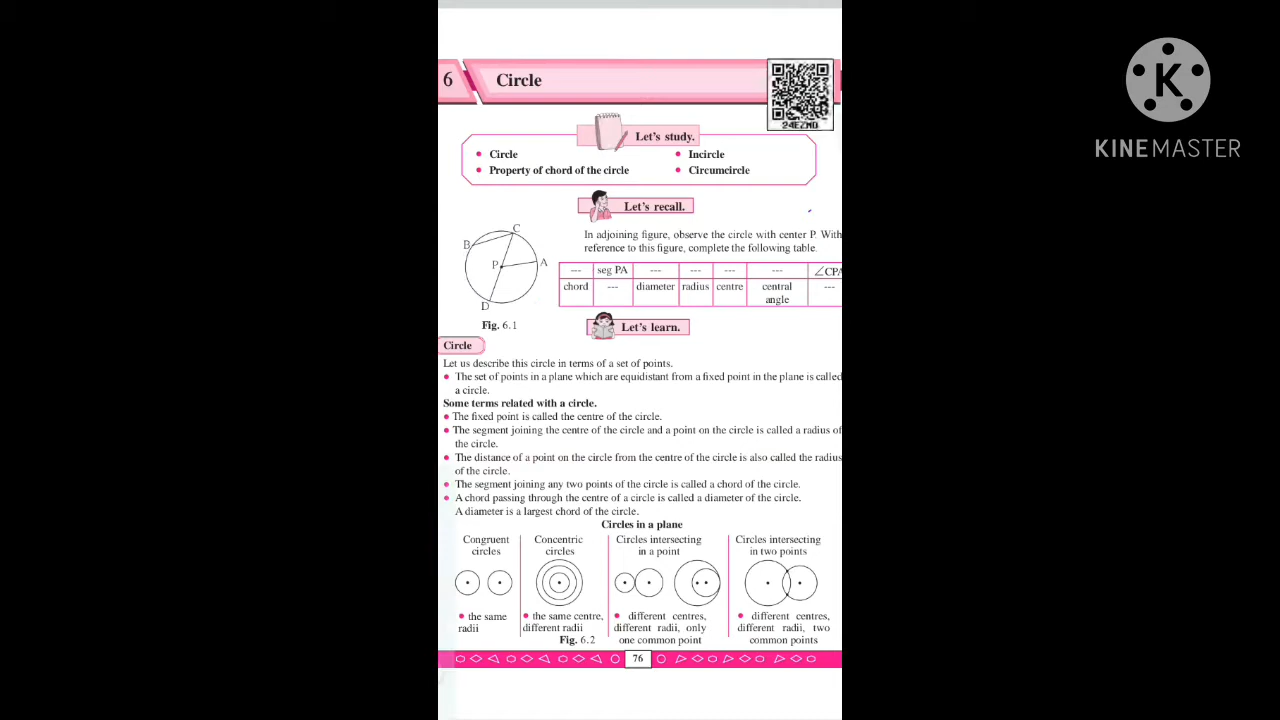 6 Circle
24EZMD
K
KINEMASTER
Let's study.
• Circle
• Incircle
• Property of chord of the circle
• Circumcircle
Let's recall.
C
B
P
A
D
Fig. 6.1
In adjoining figure, observe the circle with center P. With
reference to this figure, complete the following table.
--- seg PA --- --- --- --- ∠CPA
chord --- diameter radius centre central angle ---
Let's learn.
Circle
Let us describe this circle in terms of a set of points.
• The set of points in a plane which are equidistant from a fixed point in the plane is called
a circle.
Some terms related with a circle.
• The fixed point is called the centre of the circle.
• The segment joining the centre of the circle and a point on the circle is called a radius of
the circle.
• The distance of a point on the circle from the centre of the circle is also called the radius
of the circle.
• The segment joining any two points of the circle is called a chord of the circle.
• A chord passing through the centre of a circle is called a diameter of the circle.
A diameter is a largest chord of the circle.
Circles in a plane
Congruent
circles
• the same
radii
Concentric
circles
• the same centre,
different radii
Circles intersecting
in a point
• different centres,
different radii, only
one common point
Circles intersecting
in two points
• different centres,
different radii, two
common points
Fig. 6.2
76